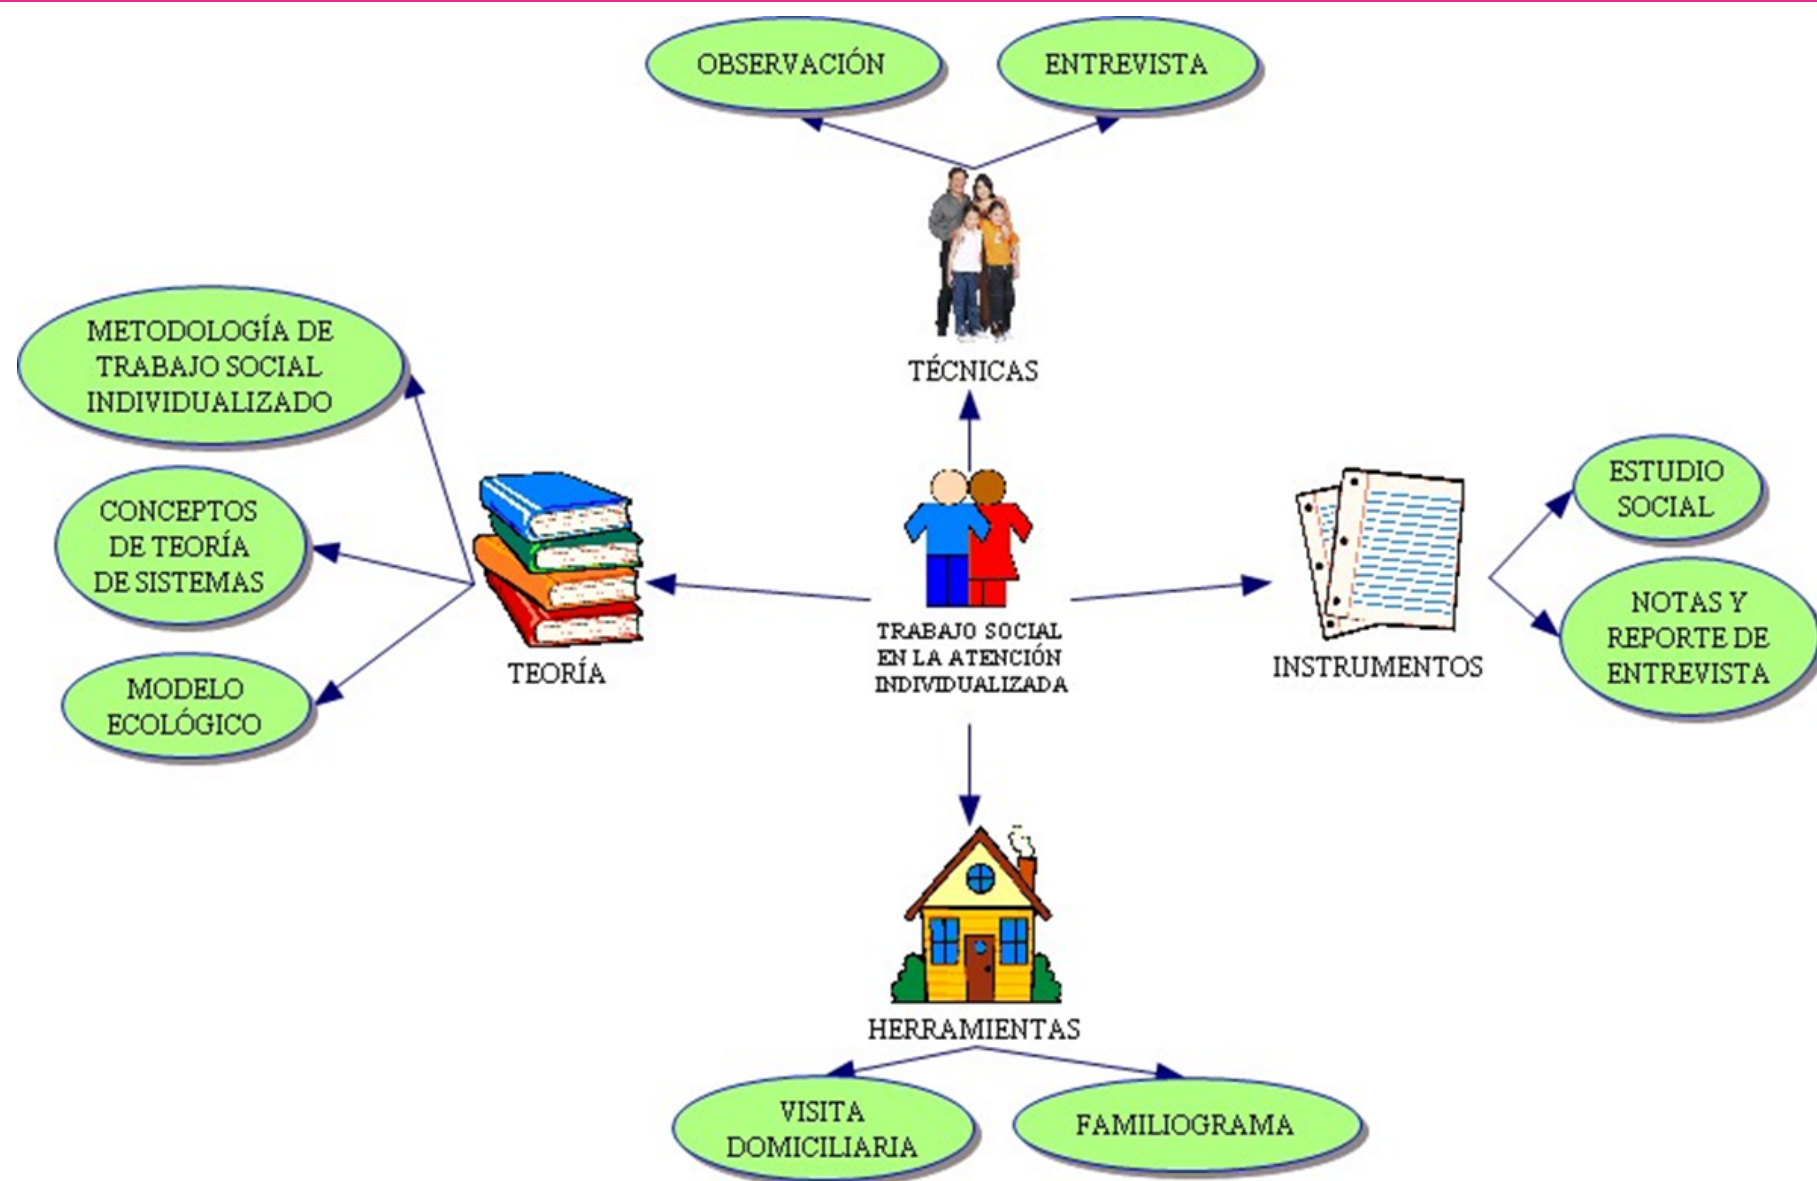 OBSERVACIÓN
ENTREVISTA
TÉCNICAS
METODOLOGÍA DE
TRABAJO SOCIAL
INDIVIDUALIZADO
CONCEPTOS
DE TEORÍA
DE SISTEMAS
MODELO
ECOLÓGICO
TEORÍA
TRABAJO SOCIAL
EN LA ATENCIÓN
INDIVIDUALIZADA
INSTRUMENTOS
ESTUDIO
SOCIAL
NOTAS Y
REPORTE DE
ENTREVISTA
HERRAMIENTAS
VISITA
DOMICILIARIA
FAMILIOGRAMA